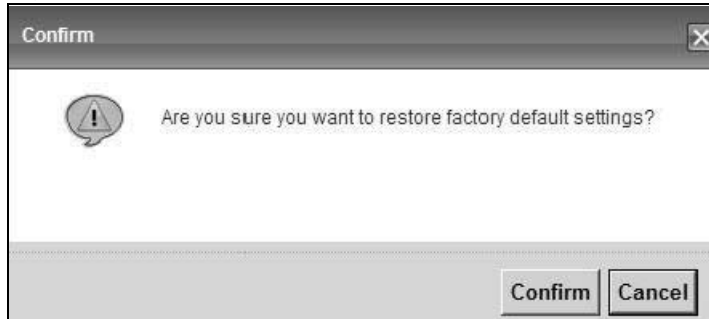 Confirm
Are you sure you want to restore factory default settings?
Confirm
Cancel